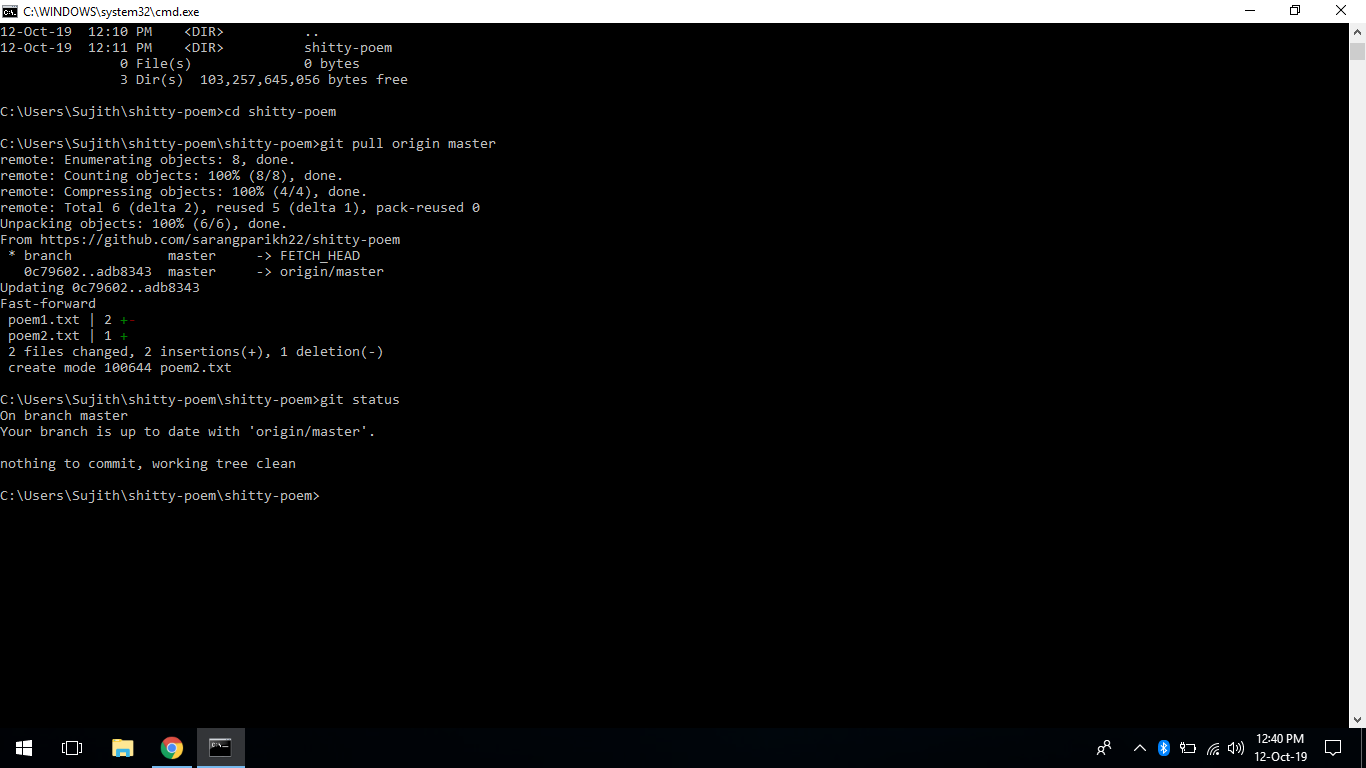 C:\WINDOWS\system32\cmd.exe
12-Oct-19  12:10 PM    <DIR>          ..
12-Oct-19  12:11 PM    <DIR>          shitty-poem
               0 File(s)              0 bytes
               3 Dir(s)  103,257,645,056 bytes free

C:\Users\Sujith\shitty-poem>cd shitty-poem

C:\Users\Sujith\shitty-poem\shitty-poem>git pull origin master
remote: Enumerating objects: 8, done.
remote: Counting objects: 100% (8/8), done.
remote: Compressing objects: 100% (4/4), done.
remote: Total 6 (delta 2), reused 5 (delta 1), pack-reused 0
Unpacking objects: 100% (6/6), done.
From https://github.com/sarangparikh22/shitty-poem
 * branch            master     -> FETCH_HEAD
   0c79602..adb8343  master     -> origin/master
Updating 0c79602..adb8343
Fast-forward
 poem1.txt | 2 +-
 poem2.txt | 1 +
 2 files changed, 2 insertions(+), 1 deletion(-)
 create mode 100644 poem2.txt

C:\Users\Sujith\shitty-poem\shitty-poem>git status
On branch master
Your branch is up to date with 'origin/master'.

nothing to commit, working tree clean

C:\Users\Sujith\shitty-poem\shitty-poem>
12:40 PM
12-Oct-19